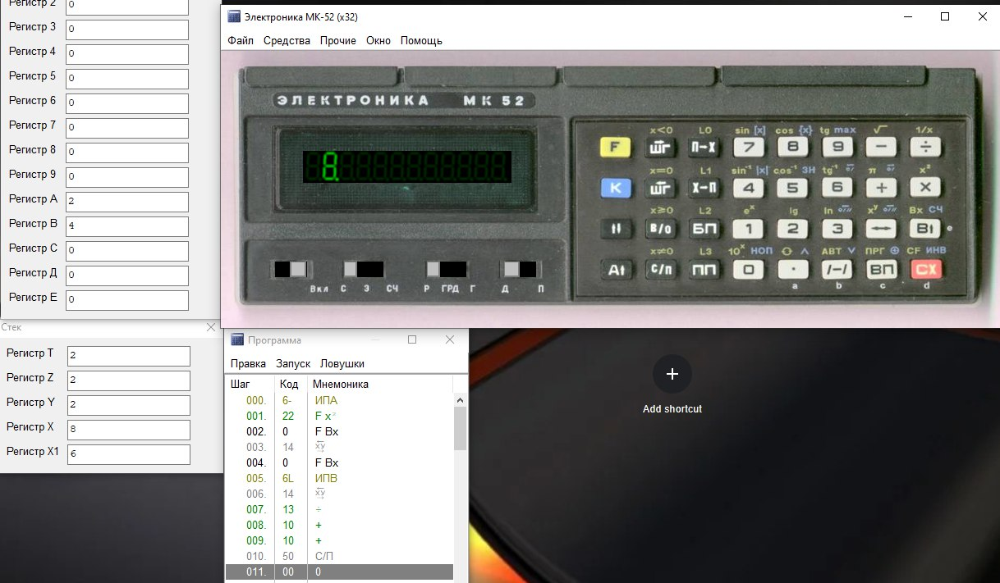 Регистр 2 0
Регистр 3 0
Регистр 4 0
Регистр 5 0
Регистр 6 0
Регистр 7 0
Регистр 8 0
Регистр 9 0
Регистр A 2
Регистр B 4
Регистр C 0
Регистр Д 0
Регистр E 0
Стек
Регистр T 2
Регистр Z 2
Регистр Y 2
Регистр X 8
Регистр X1 6
Электроника МК-52 (x32)
Файл Средства Прочие Окно Помощь
ЭЛЕКТРОНИКА МК 52
8.
Вкл С Э СЧ Р ГРД Г Д П
x<0 L0 sin [x] cos {x} tg max √ 1/x
F ШГ П→X 7 8 9 − ÷
x=0 L1 sin⁻¹ |x| cos⁻¹ ЗН tg⁻¹ π x²
K ШГ X→П 4 5 6 + ×
x≥0 L2 eˣ lg ln xʸ Bx СЧ
↑↓ B/O БП 1 2 3 ↔ B↑
x≠0 L3 10ˣ НОП ∧ АВТ ∨ ПРГ ⊕ CF ИНВ
A↑ C/П ПП 0 · /−/ ВП CX
a b c d
Программа
Правка Запуск Ловушки
Шаг Код Мнемоника
000. 6- ИПА
001. 22 F x²
002. 0 F Bx
003. 14 xy
004. 0 F Bx
005. 6L ИПВ
006. 14 xy
007. 13 ÷
008. 10 +
009. 10 +
010. 50 С/П
011. 00 0
Add shortcut